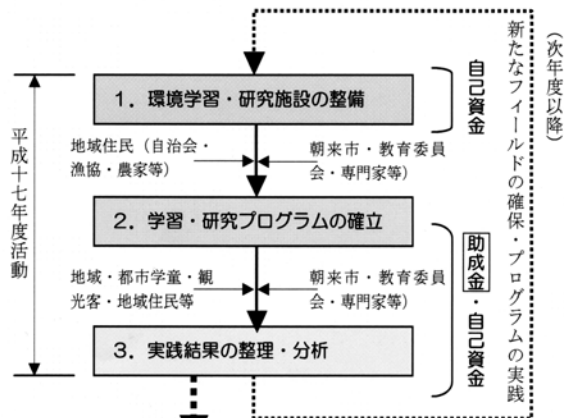 (次年度以降)
新たなフィールドの確保・プログラムの実践
平成十七年度活動
1. 環境学習・研究施設の整備
自己資金
地域住民(自治会・
漁協・農家等)
朝来市・教育委員
会・専門家等)
2. 学習・研究プログラムの確立
地域・都市学童・観
光客・地域住民等
朝来市・教育委員
会・専門家等)
助成金・自己資金
3. 実践結果の整理・分析